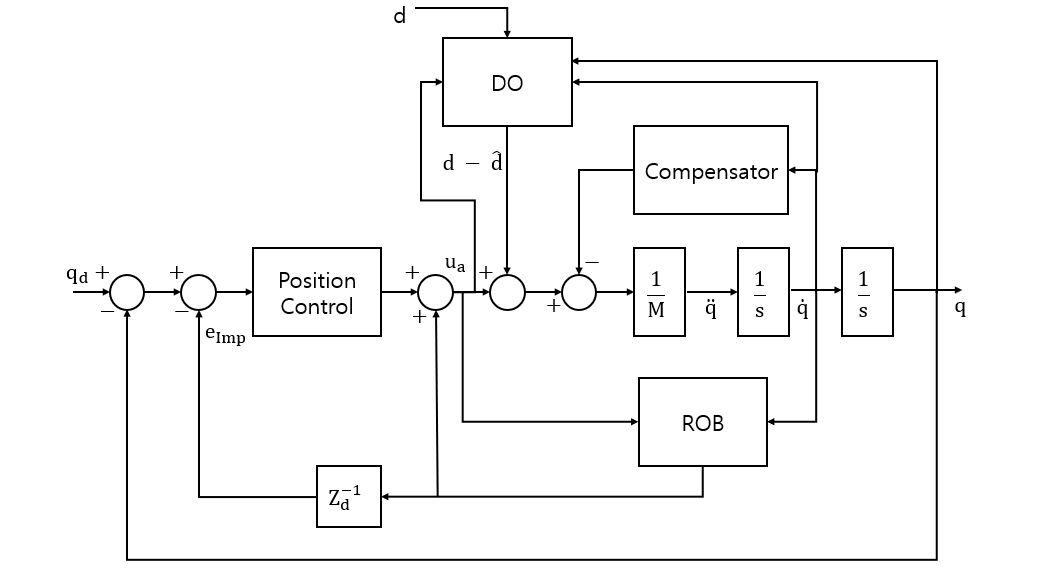 d
DO
d − d̂
Compensator
q_d + −
+ −
e_Imp
Position
Control
+ +
u_a
+
+ −
1/M
q̈
1/s
q̇
1/s
q
ROB
Z_d^−1